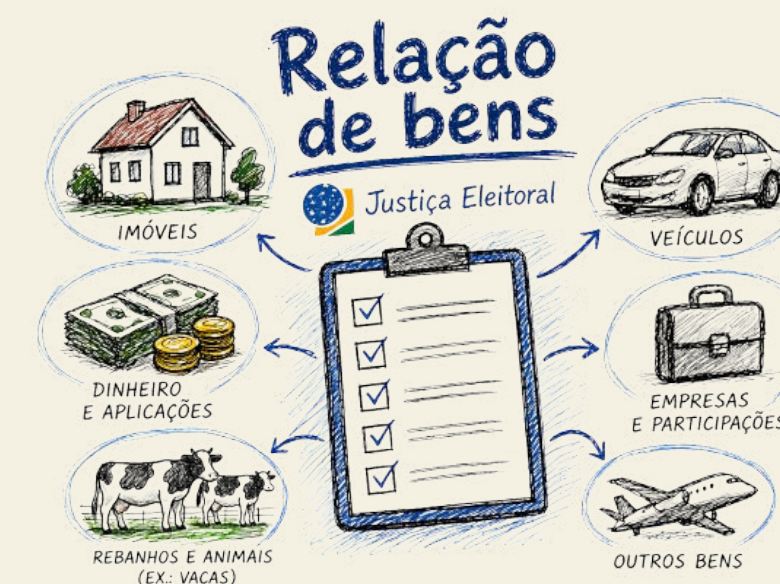 Relação
de bens
Justiça Eleitoral
IMÓVEIS
VEÍCULOS
DINHEIRO
E APLICAÇÕES
EMPRESAS
E PARTICIPAÇÕES
REBANHOS E ANIMAIS
(EX.: VACAS)
OUTROS BENS